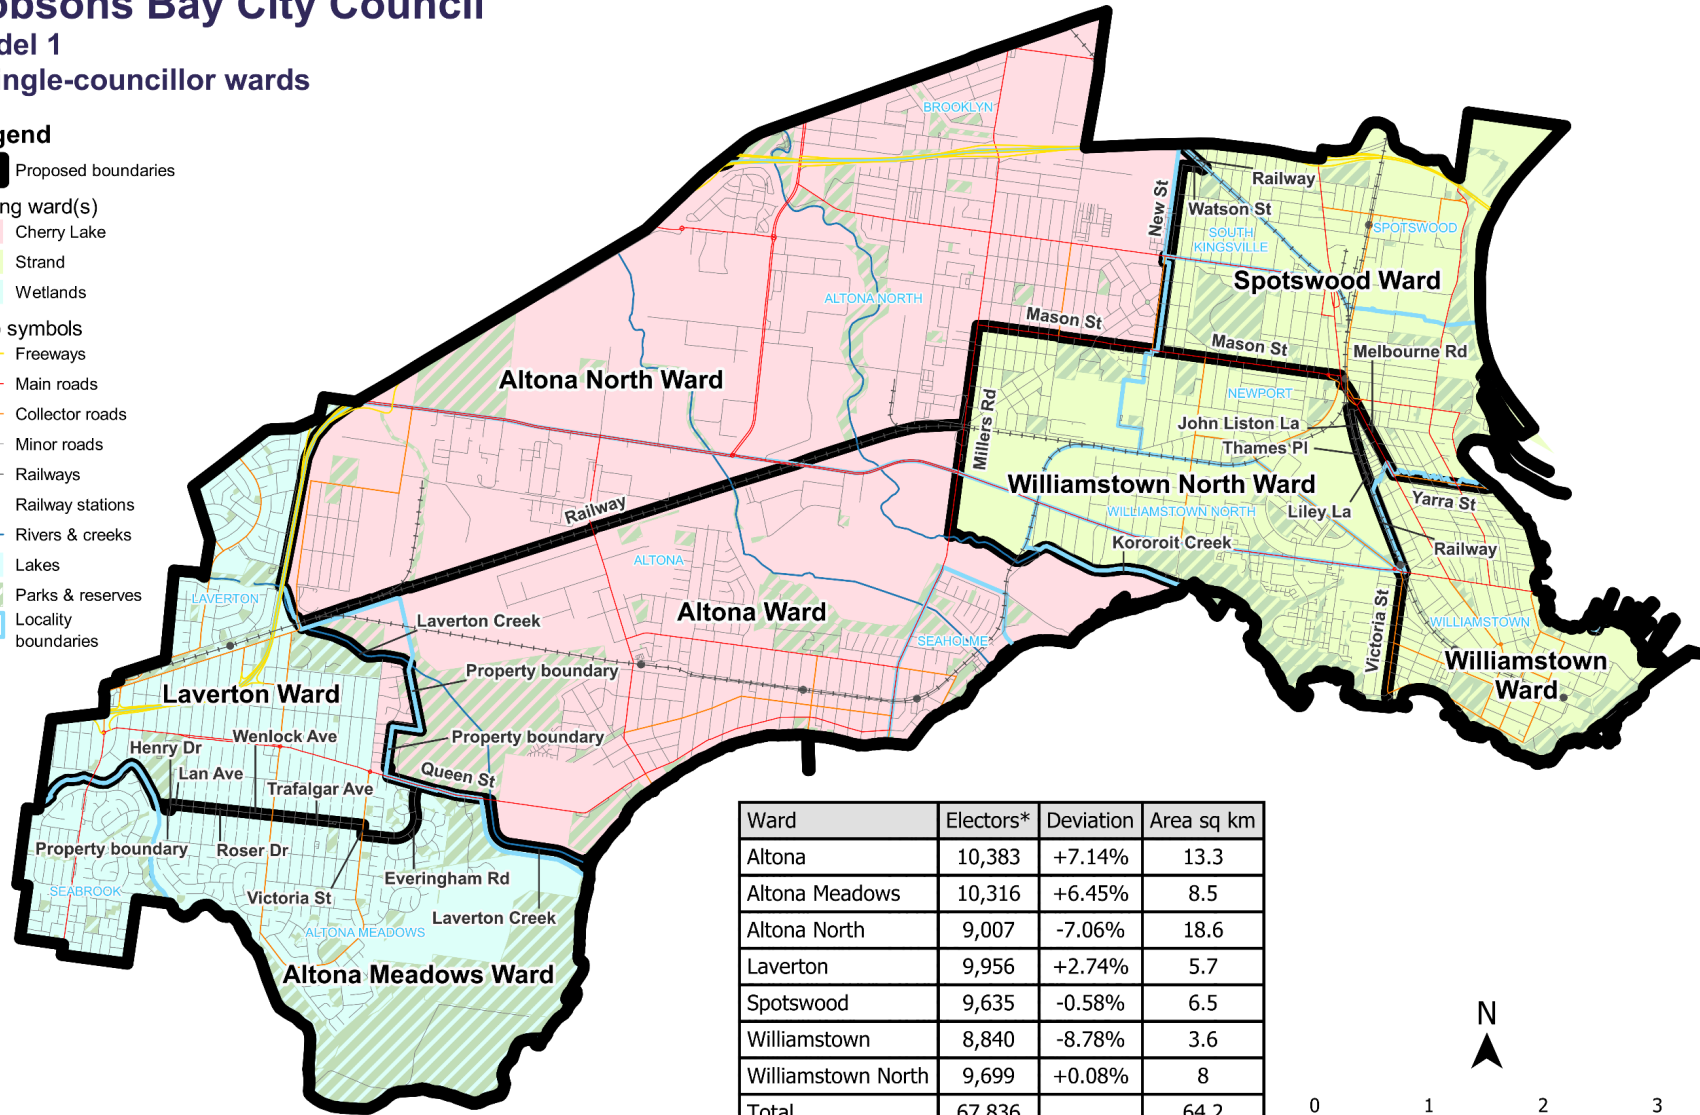 obsons Bay City Council
del 1
ingle-councillor wards
gend
Proposed boundaries
ng ward(s)
Cherry Lake
Strand
Wetlands
symbols
Freeways
Main roads
Collector roads
Minor roads
Railways
Railway stations
Rivers & creeks
Lakes
Parks & reserves
Locality
boundaries
BROOKLYN
New St
Railway
Watson St
SOUTH
KINGSVILLE
SPOTSWOOD
Spotswood Ward
ALTONA NORTH
Mason St
Mason St
Melbourne Rd
Altona North Ward
NEWPORT
Millers Rd
John Liston La
Thames Pl
Williamstown North Ward
WILLIAMSTOWN NORTH
Liley La
Yarra St
Railway
Railway
Kororoit Creek
ALTONA
LAVERTON
Altona Ward
Laverton Creek
SEAHOLME
Victoria St
WILLIAMSTOWN
Williamstown
Ward
Property boundary
Laverton Ward
Property boundary
Henry Dr
Wenlock Ave
Lan Ave
Queen St
Trafalgar Ave
Property boundary
Roser Dr
Everingham Rd
SEABROOK
Victoria St
Laverton Creek
ALTONA MEADOWS
Altona Meadows Ward
Ward Electors* Deviation Area sq km
Altona 10,383 +7.14% 13.3
Altona Meadows 10,316 +6.45% 8.5
Altona North 9,007 -7.06% 18.6
Laverton 9,956 +2.74% 5.7
Spotswood 9,635 -0.58% 6.5
Williamstown 8,840 -8.78% 3.6
Williamstown North 9,699 +0.08% 8
Total 67,836 64.2
N
0 1 2 3